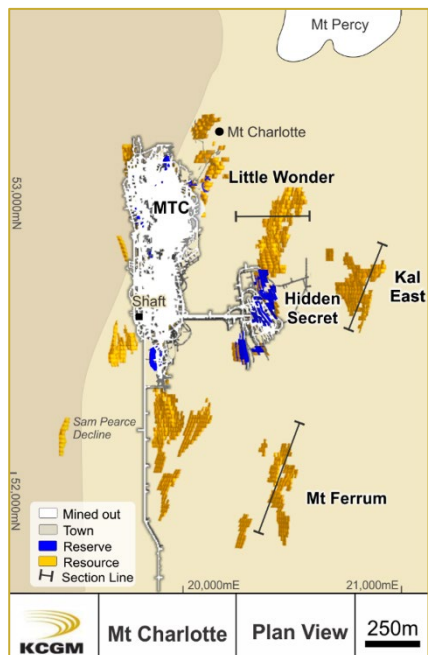 Mt Percy
Mt Charlotte
Little Wonder
53,000mN
MTC
Kal
East
Hidden
Secret
Shaft
Sam Pearce
Decline
52,000mN
Mt Ferrum
Mined out
Town
Reserve
Resource
Section Line
20,000mE
21,000mE
KCGM
Mt Charlotte
Plan View
250m